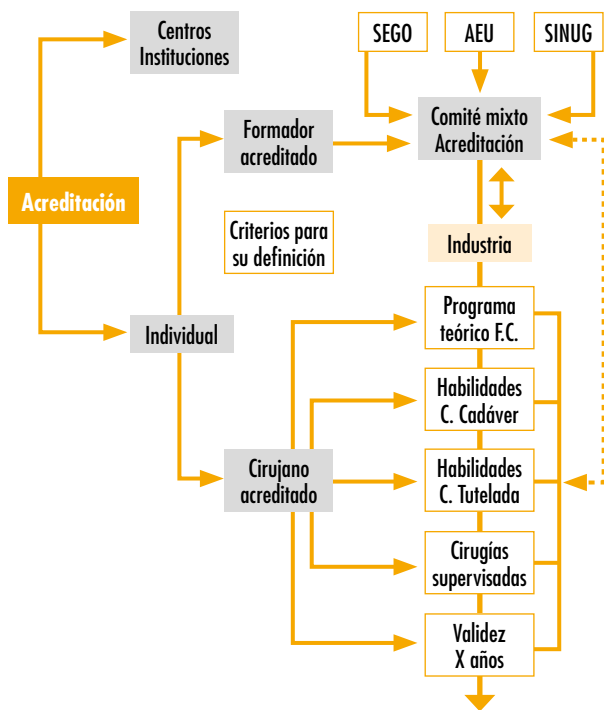 Centros
Instituciones
SEGO
AEU
SINUG
Formador
acreditado
Comité mixto
Acreditación
Acreditación
Criterios para
su definición
Industria
Individual
Programa
teórico F.C.
Habilidades
C. Cadáver
Cirujano
acreditado
Habilidades
C. Tutelada
Cirugías
supervisadas
Validez
X años